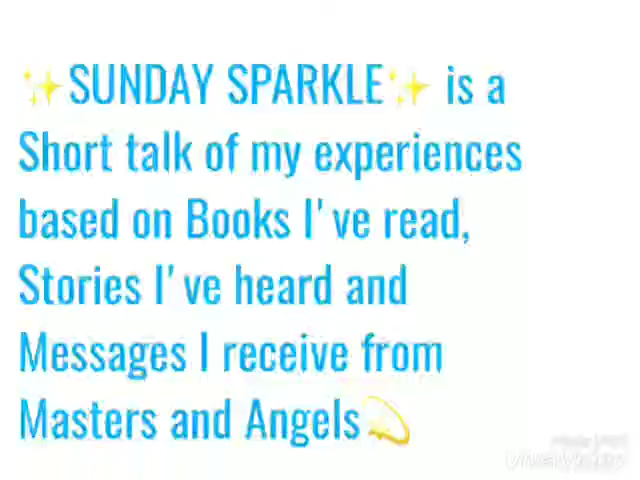 ✨SUNDAY SPARKLE✨ is a
Short talk of my experiences
based on Books I've read,
Stories I've heard and
Messages I receive from
Masters and Angels💫